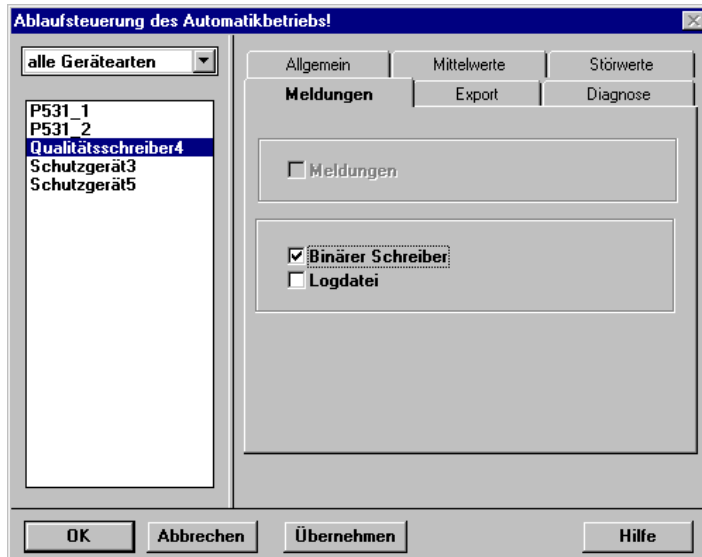 Ablaufsteuerung des Automatikbetriebs!
alle Gerätearten
P531_1
P531_2
Qualitätsschreiber4
Schutzgerät3
Schutzgerät5
Allgemein
Mittelwerte
Störwerte
Meldungen
Export
Diagnose
Meldungen
Binärer Schreiber
Logdatei
OK
Abbrechen
Übernehmen
Hilfe